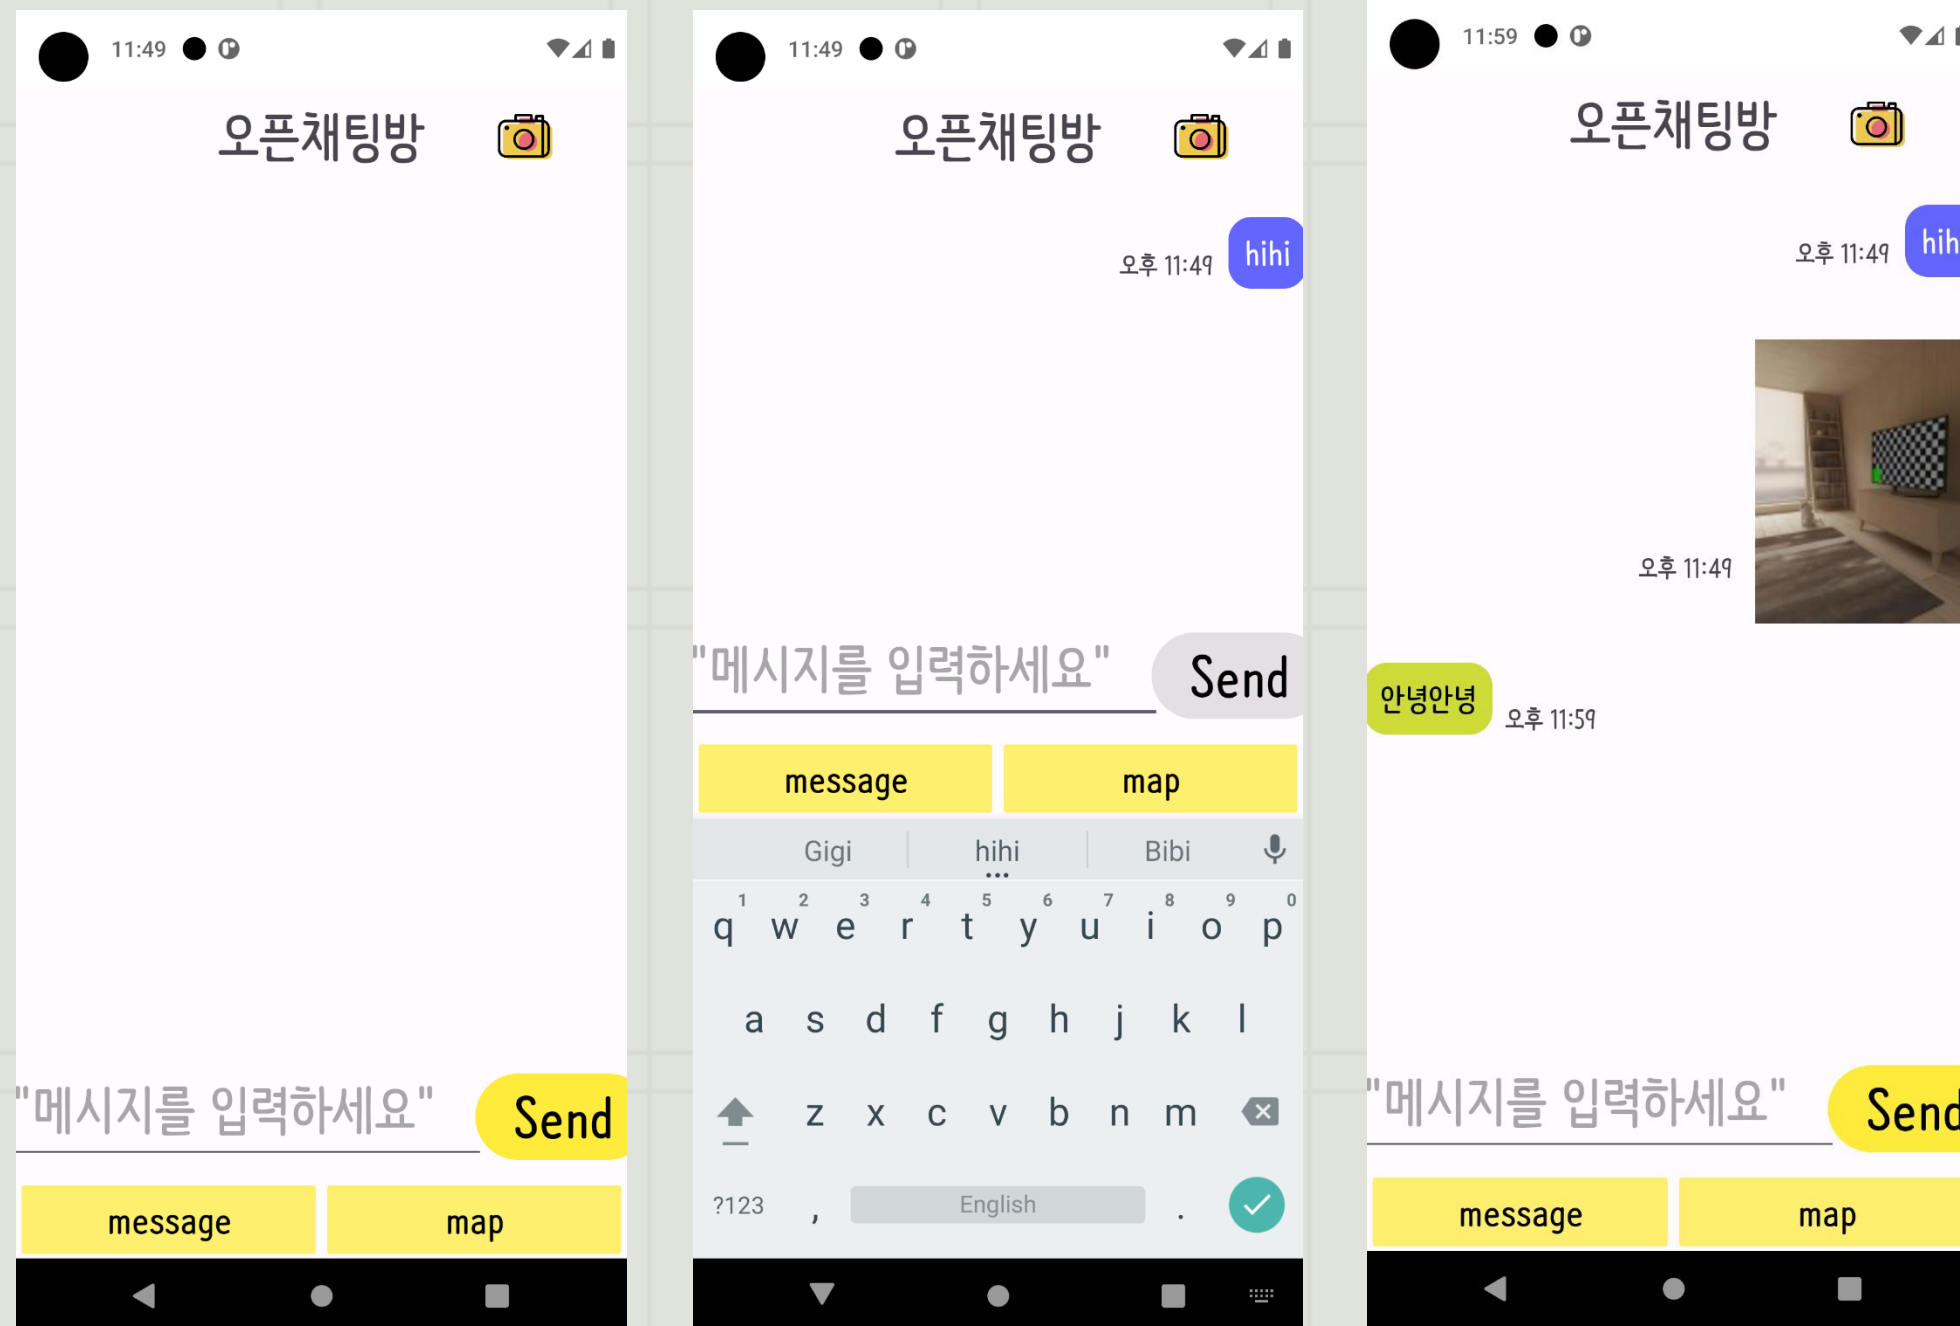 11:49
오픈채팅방
"메시지를 입력하세요"
Send
message
map
11:49
오픈채팅방
hihi
오후 11:49
"메시지를 입력하세요"
Send
message
map
Gigi
hihi
Bibi
1 2 3 4 5 6 7 8 9 0
q w e r t y u i o p
a s d f g h j k l
z x c v b n m
?123 , English .
11:59
오픈채팅방
오후 11:49
hih
오후 11:49
안녕안녕
오후 11:59
"메시지를 입력하세요"
Send
message
map